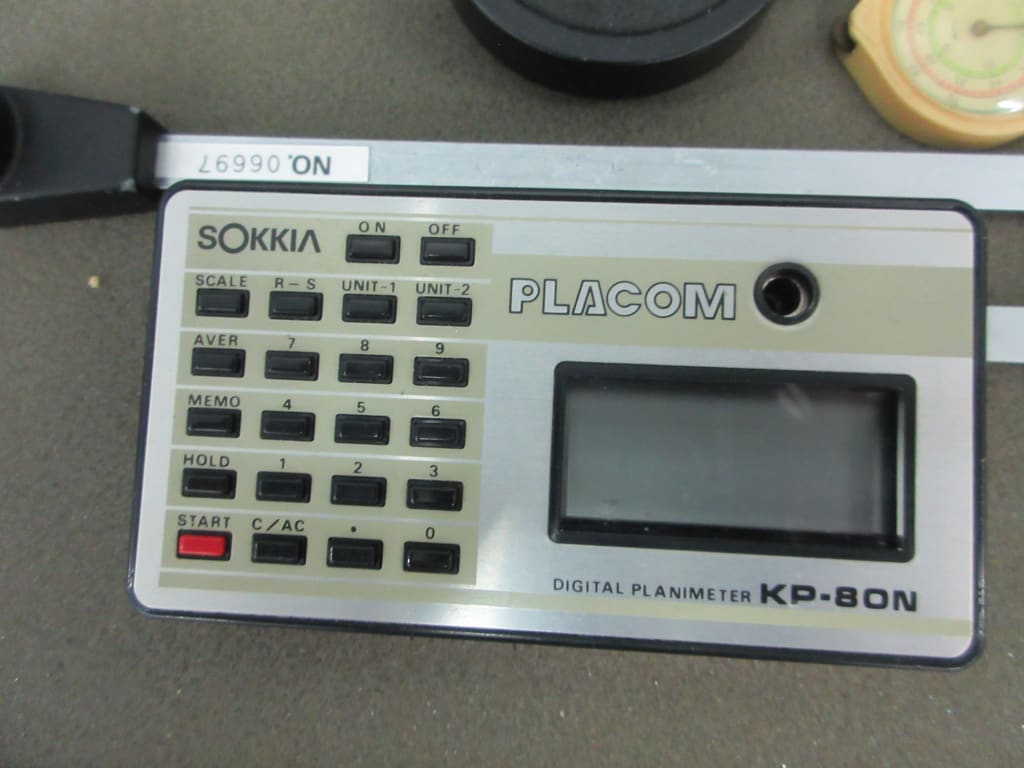 NO. 06697
SOKKIA
ON OFF
SCALE R-S UNIT-1 UNIT-2
PLACOM
AVER 7 8 9
MEMO 4 5 6
HOLD 1 2 3
START C/AC . 0
DIGITAL PLANIMETER KP-80N